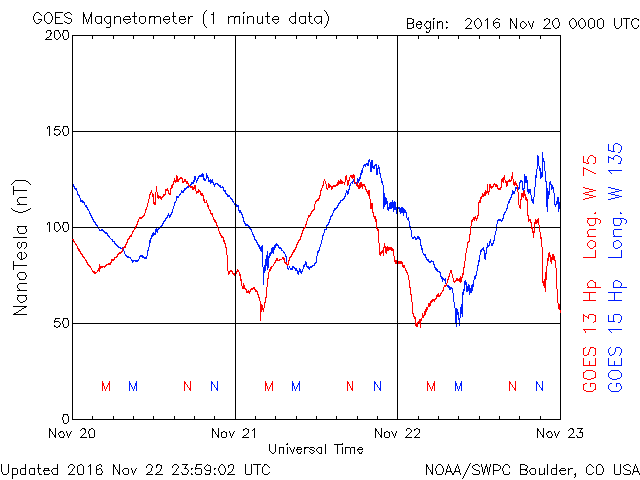 GOES Magnetometer (1 minute data)
Begin: 2016 Nov 20 0000 UTC
200
150
100
50
0
NanoTesla (nT)
M M N N M M N N M M N N
Nov 20 Nov 21 Nov 22 Nov 23
Universal Time
GOES 13 Hp Long. W 75
GOES 15 Hp Long. W 135
Updated 2016 Nov 22 23:59:02 UTC
NOAA/SWPC Boulder, CO USA